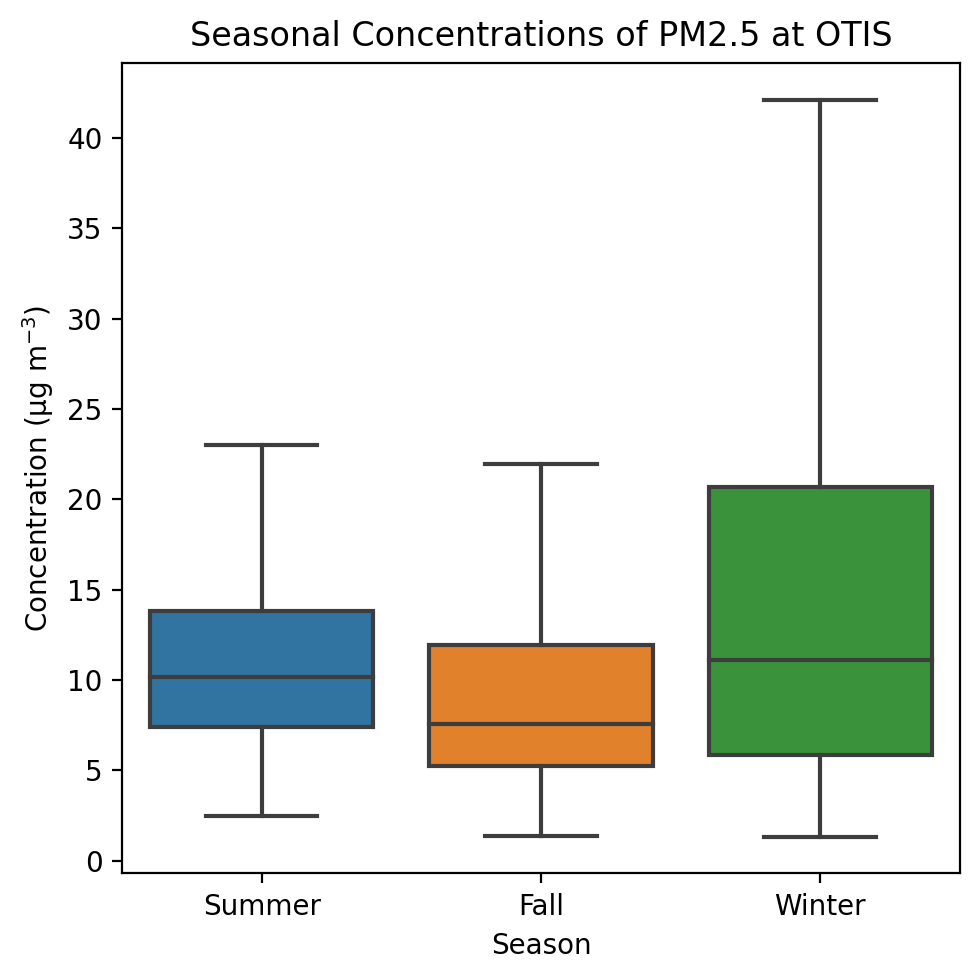 Seasonal Concentrations of PM2.5 at OTIS
Concentration (µg m⁻³)
40
35
30
25
20
15
10
5
0
Summer Fall Winter
Season